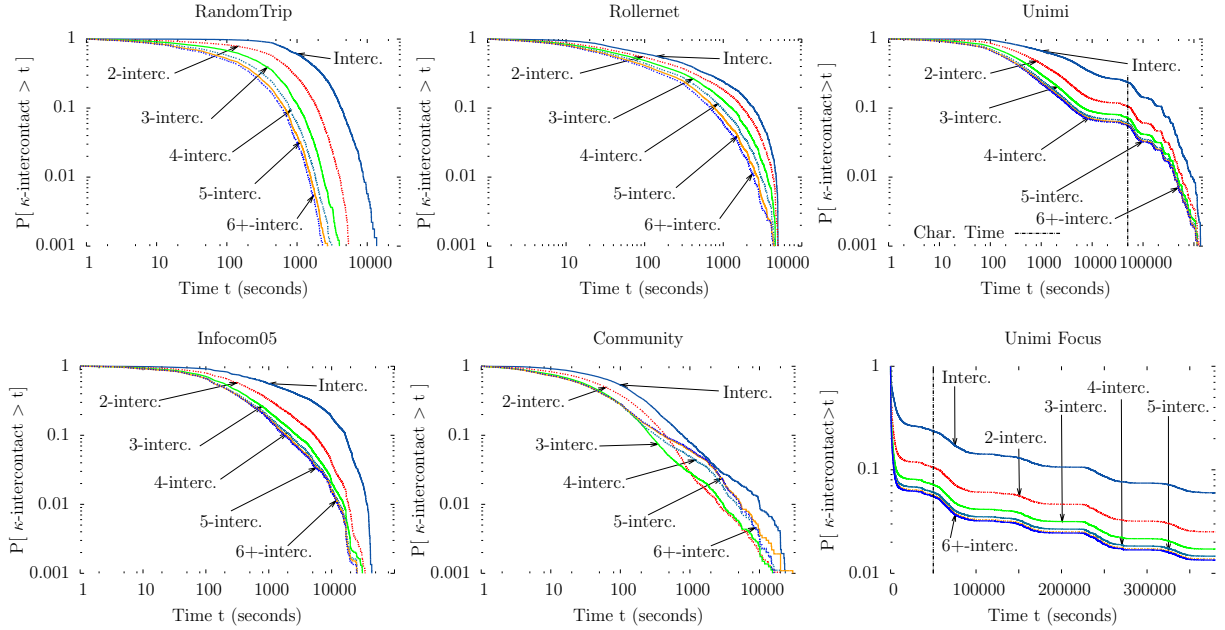 RandomTrip
P[ κ-intercontact > t ]
1
0.1
0.01
0.001
Interc.
2-interc.
3-interc.
4-interc.
5-interc.
6+-interc.
1 10 100 1000 10000
Time t (seconds)
Rollernet
P[ κ-intercontact > t ]
1
0.1
0.01
0.001
Interc.
2-interc.
3-interc.
4-interc.
5-interc.
6+-interc.
1 10 100 1000 10000
Time t (seconds)
Unimi
P[ κ-intercontact>t]
1
0.1
0.01
0.001
Interc.
2-interc.
3-interc.
4-interc.
5-interc.
6+-interc.
Char. Time
1 10 100 1000 10000 100000
Time t (seconds)
Infocom05
P[ κ-intercontact > t]
1
0.1
0.01
0.001
Interc.
2-interc.
3-interc.
4-interc.
5-interc.
6+-interc.
1 10 100 1000 10000
Time t (seconds)
Community
P[ κ-intercontact > t ]
1
0.1
0.01
0.001
Interc.
2-interc.
3-interc.
4-interc.
5-interc.
6+-interc.
1 10 100 1000 10000
Time t (seconds)
Unimi Focus
P[ κ-intercontact>t]
1
0.1
0.01
Interc.
4-interc.
3-interc.
5-interc.
2-interc.
6+-interc.
0 100000 200000 300000
Time t (seconds)